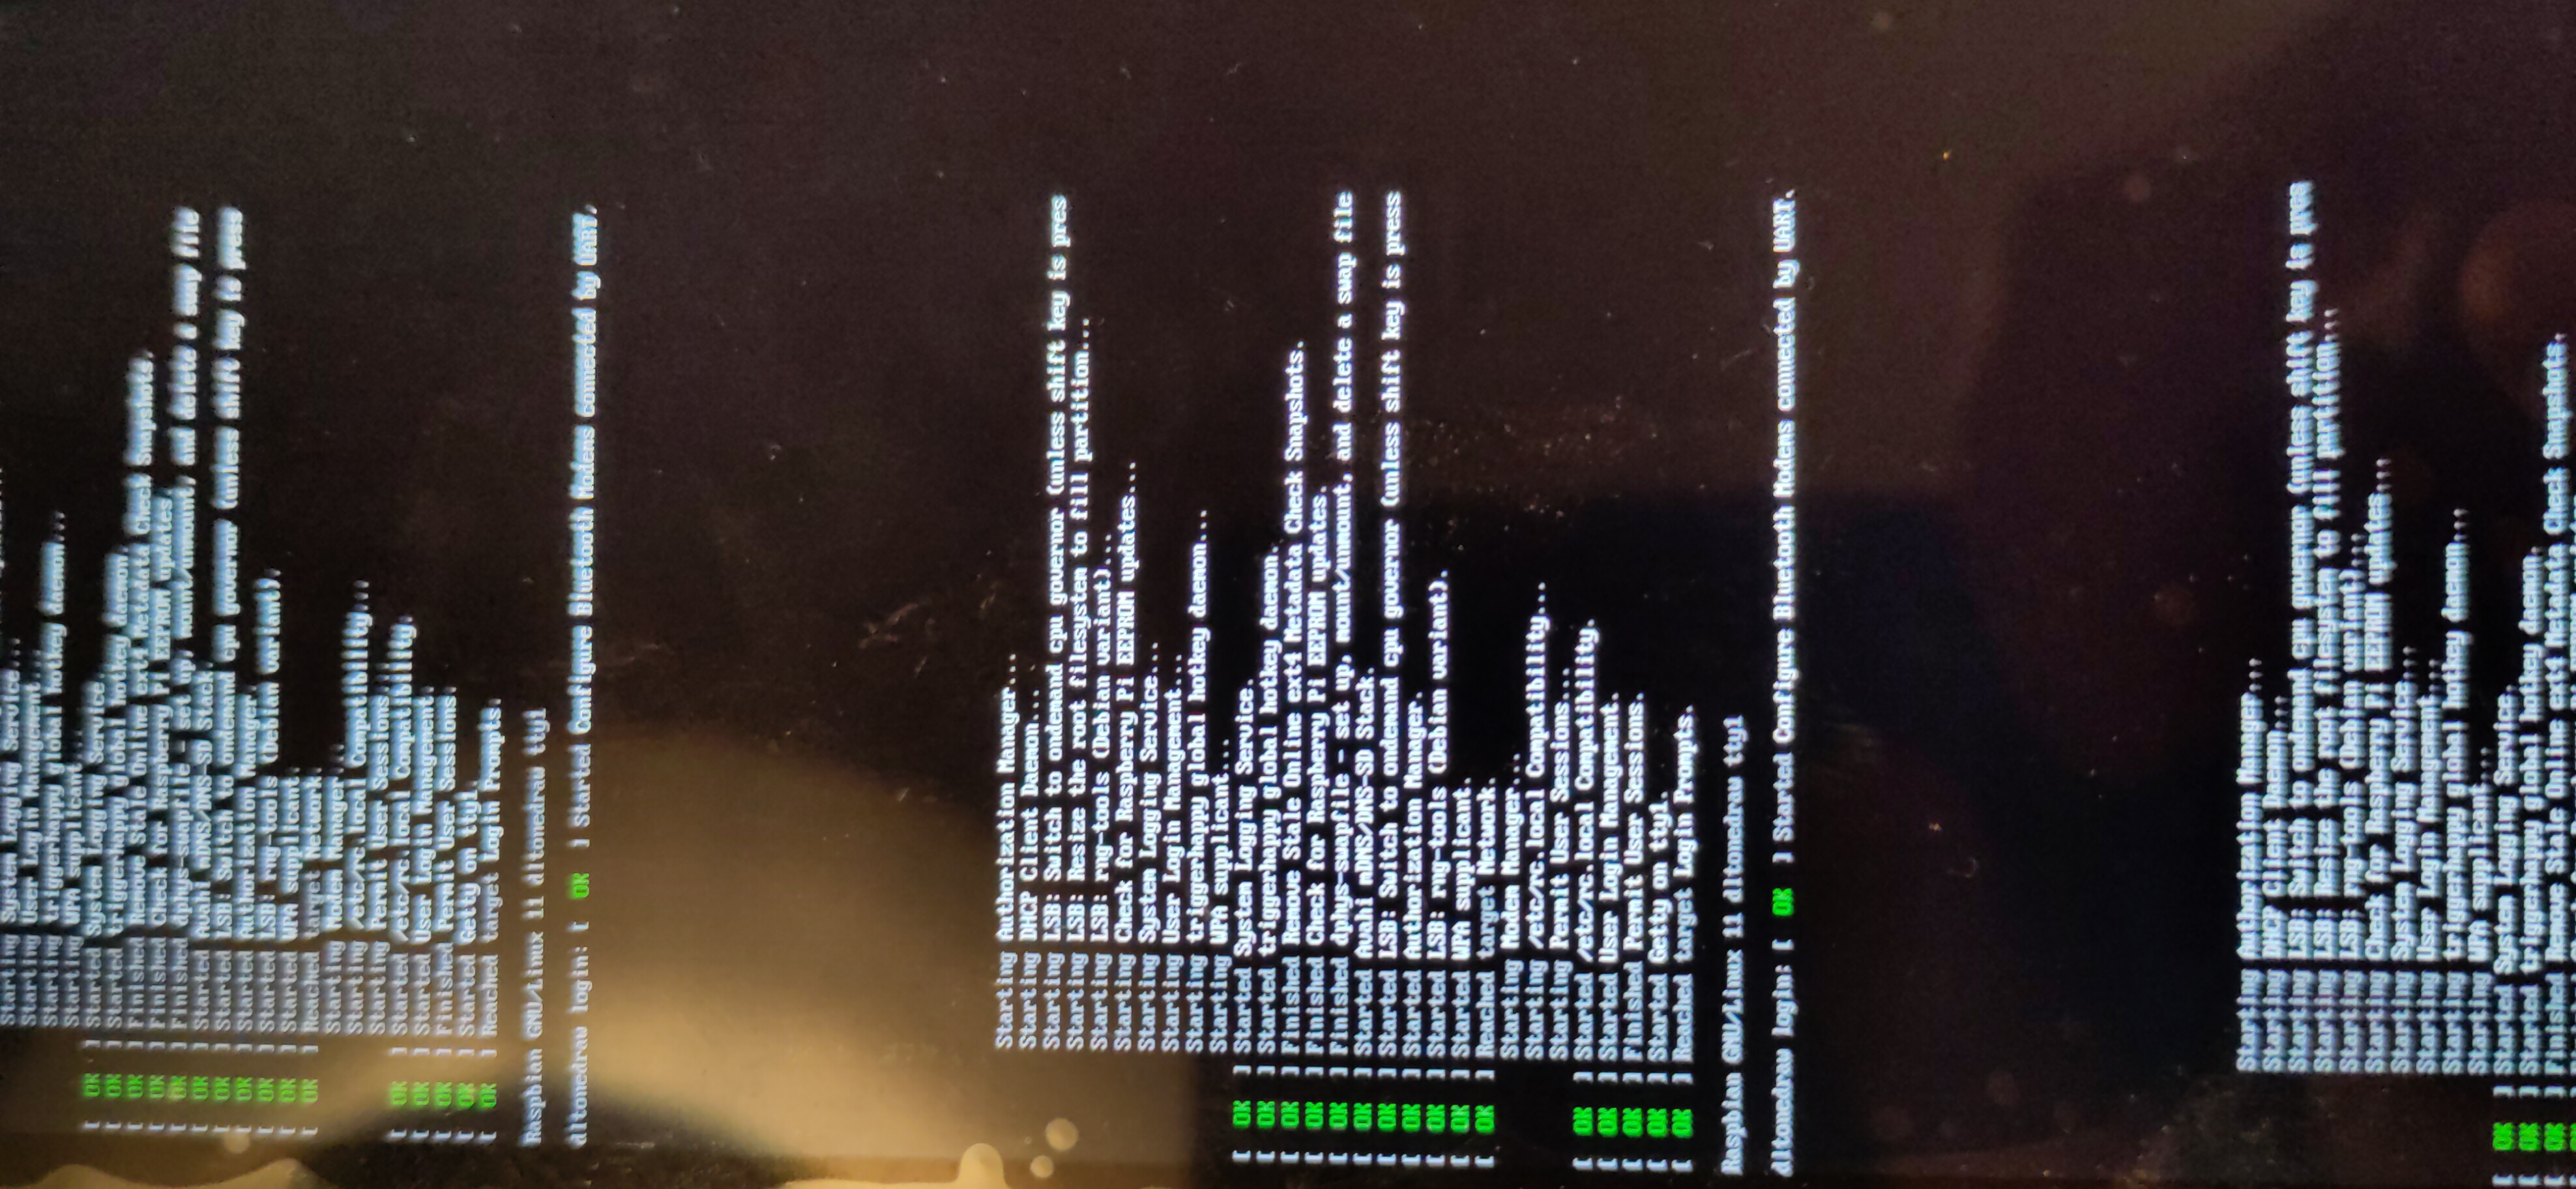 Starting System Logging Service...
Starting User Login Management...
Starting triggerhappy global hotkey daemon...
Starting WPA supplicant...
[ OK ] Started System Logging Service.
[ OK ] Started triggerhappy global hotkey daemon.
[ OK ] Finished Remove Stale Online ext4 Metadata Check Snapshots.
[ OK ] Finished Check for Raspberry Pi EEPROM updates.
[ OK ] Finished dphys-swapfile - set up, mount/unmount, and delete a swap file
[ OK ] Started Avahi mDNS/DNS-SD Stack.
[ OK ] Started LSB: Switch to ondemand cpu governor (unless shift key is press
[ OK ] Started Authorization Manager.
[ OK ] Started LSB: rng-tools (Debian variant).
[ OK ] Started WPA supplicant.
[ OK ] Reached target Network.
Starting Modem Manager...
Starting /etc/rc.local Compatibility...
Starting Permit User Sessions...
[ OK ] Started /etc/rc.local Compatibility.
[ OK ] Started User Login Management.
[ OK ] Finished Permit User Sessions.
[ OK ] Started Getty on tty1.
[ OK ] Reached target Login Prompts.
Raspbian GNU/Linux 11 dltonedraw tty1
dltonedraw login: [ OK ] Started Configure Bluetooth Modems connected by UART.
Starting Authorization Manager...
Starting DHCP Client Daemon...
Starting LSB: Switch to ondemand cpu governor (unless shift key is pres
Starting LSB: Resize the root filesystem to fill partition...
Starting LSB: rng-tools (Debian variant)...
Starting Check for Raspberry Pi EEPROM updates...
Starting System Logging Service...
Starting User Login Management...
Starting triggerhappy global hotkey daemon...
Starting WPA supplicant...
[ OK ] Started System Logging Service.
[ OK ] Started triggerhappy global hotkey daemon.
[ OK ] Finished Remove Stale Online ext4 Metadata Check Snapshots.
[ OK ] Finished Check for Raspberry Pi EEPROM updates.
[ OK ] Finished dphys-swapfile - set up, mount/unmount, and delete a swap file
[ OK ] Started Avahi mDNS/DNS-SD Stack.
[ OK ] Started LSB: Switch to ondemand cpu governor (unless shift key is press
[ OK ] Started Authorization Manager.
[ OK ] Started LSB: rng-tools (Debian variant).
[ OK ] Started WPA supplicant.
[ OK ] Reached target Network.
Starting Modem Manager...
Starting /etc/rc.local Compatibility...
Starting Permit User Sessions...
[ OK ] Started /etc/rc.local Compatibility.
[ OK ] Started User Login Management.
[ OK ] Finished Permit User Sessions.
[ OK ] Started Getty on tty1.
[ OK ] Reached target Login Prompts.
Raspbian GNU/Linux 11 dltonedraw tty1
dltonedraw login: [ OK ] Started Configure Bluetooth Modems connected by UART.
Starting Authorization Manager...
Starting DHCP Client Daemon...
Starting LSB: Switch to ondemand cpu governor (unless shift key is pres
Starting LSB: Resize the root filesystem to fill partition...
Starting LSB: rng-tools (Debian variant)...
Starting Check for Raspberry Pi EEPROM updates...
Starting System Logging Service...
Starting User Login Management...
Starting triggerhappy global hotkey daemon...
Starting WPA supplicant...
[ OK ] Started System Logging Service.
[ OK ] Started triggerhappy global hotkey daemon.
[ OK ] Finished Remove Stale Online ext4 Metadata Check Snapshots.